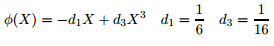 ϕ(X) = −d₁X + d₃X³   d₁ = 1/6   d₃ = 1/16